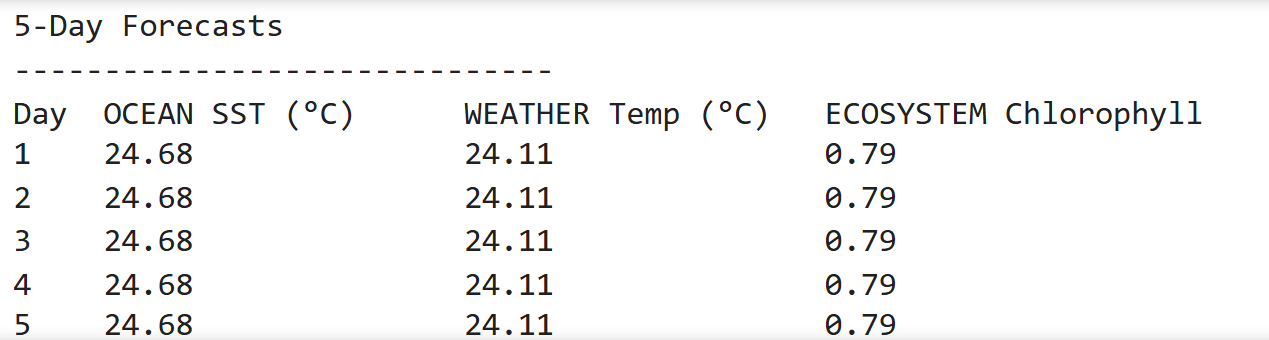 5-Day Forecasts
------------------------------
Day  OCEAN SST (°C)      WEATHER Temp (°C)   ECOSYSTEM Chlorophyll
1    24.68               24.11               0.79
2    24.68               24.11               0.79
3    24.68               24.11               0.79
4    24.68               24.11               0.79
5    24.68               24.11               0.79